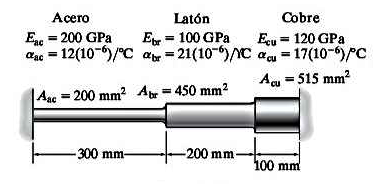 Acero Latón Cobre
E_ac = 200 GPa E_br = 100 GPa E_cu = 120 GPa
α_ac = 12(10⁻⁶)/°C α_br = 21(10⁻⁶)/°C α_cu = 17(10⁻⁶)/°C
A_cu = 515 mm²
A_ac = 200 mm² A_br = 450 mm²
300 mm 200 mm
100 mm